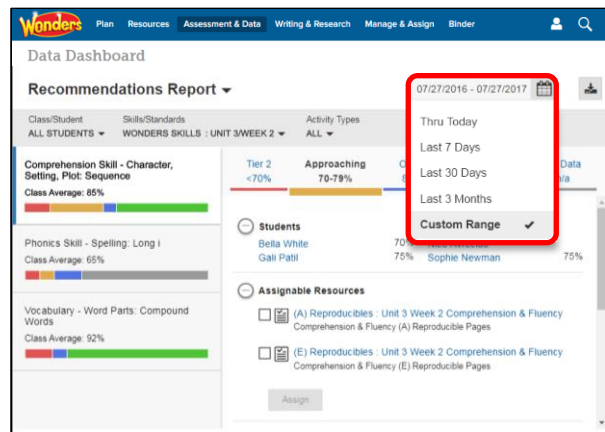 Wonders Plan Resources Assessment & Data Writing & Research Manage & Assign Binder
Data Dashboard
Recommendations Report
07/27/2016 - 07/27/2017
Class/Student Skills/Standards Activity Types
ALL STUDENTS WONDERS SKILLS : UNIT 3/WEEK 2 ALL
Thru Today
Last 7 Days
Last 30 Days
Last 3 Months
Custom Range
Comprehension Skill - Character,
Setting, Plot: Sequence
Class Average: 85%
Phonics Skill - Spelling: Long i
Class Average: 66%
Vocabulary - Word Parts: Compound
Words
Class Average: 92%
Tier 2 Approaching Data
<70% 70-79%
Students
Bella White 70%
Gali Patil 75% Sophie Newman 75%
Assignable Resources
(A) Reproducibles : Unit 3 Week 2 Comprehension & Fluency
Comprehension & Fluency (A) Reproducible Pages
(E) Reproducibles : Unit 3 Week 2 Comprehension & Fluency
Comprehension & Fluency (E) Reproducible Pages
Assign